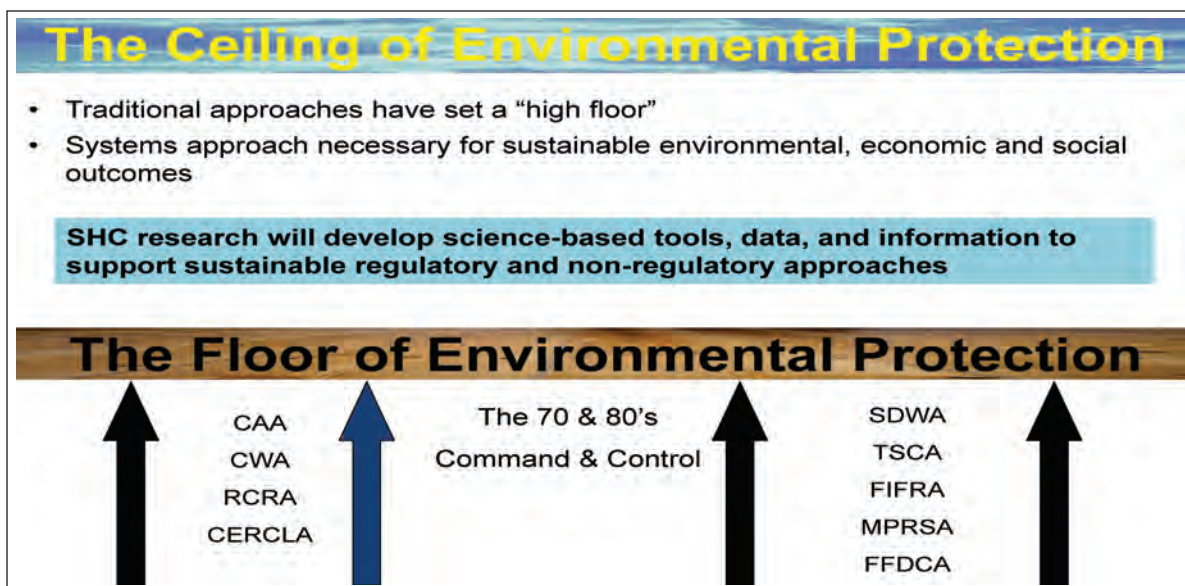 The Ceiling of Environmental Protection
• Traditional approaches have set a “high floor”
• Systems approach necessary for sustainable environmental, economic and social
outcomes
SHC research will develop science-based tools, data, and information to
support sustainable regulatory and non-regulatory approaches
The Floor of Environmental Protection
CAA
CWA
RCRA
CERCLA
The 70 & 80’s
Command & Control
SDWA
TSCA
FIFRA
MPRSA
FFDCA